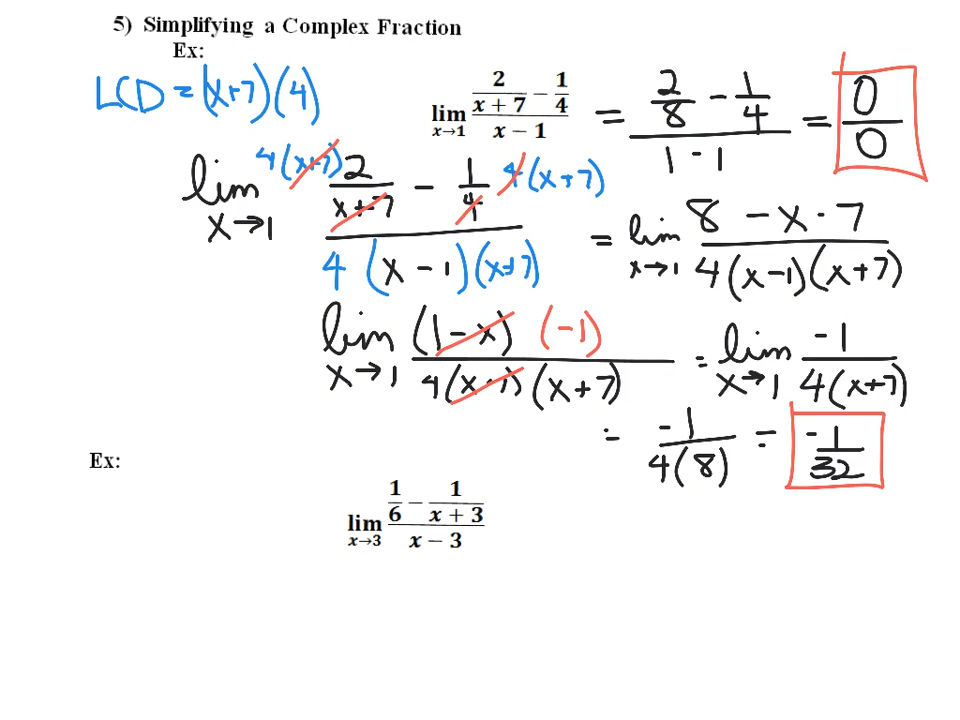 5) Simplifying a Complex Fraction
Ex:
LCD = (x+7)(4)
lim x→1 (2/(x + 7) − 1/4)/(x − 1) = (2/8 − 1/4)/(1 - 1) = 0/0
lim x→1 (4(x+7) 2/(x+7) − 1/4 4(x+7))/(4(x − 1)(x+7))
= lim x→1 (8 − x - 7)/(4(x−1)(x+7))
lim x→1 ((1−x)(−1))/(4(x-1)(x+7)) = lim x→1 -1/(4(x+7))
= -1/(4(8)) = -1/32
Ex:
lim x→3 (1/6 − 1/(x + 3))/(x − 3)